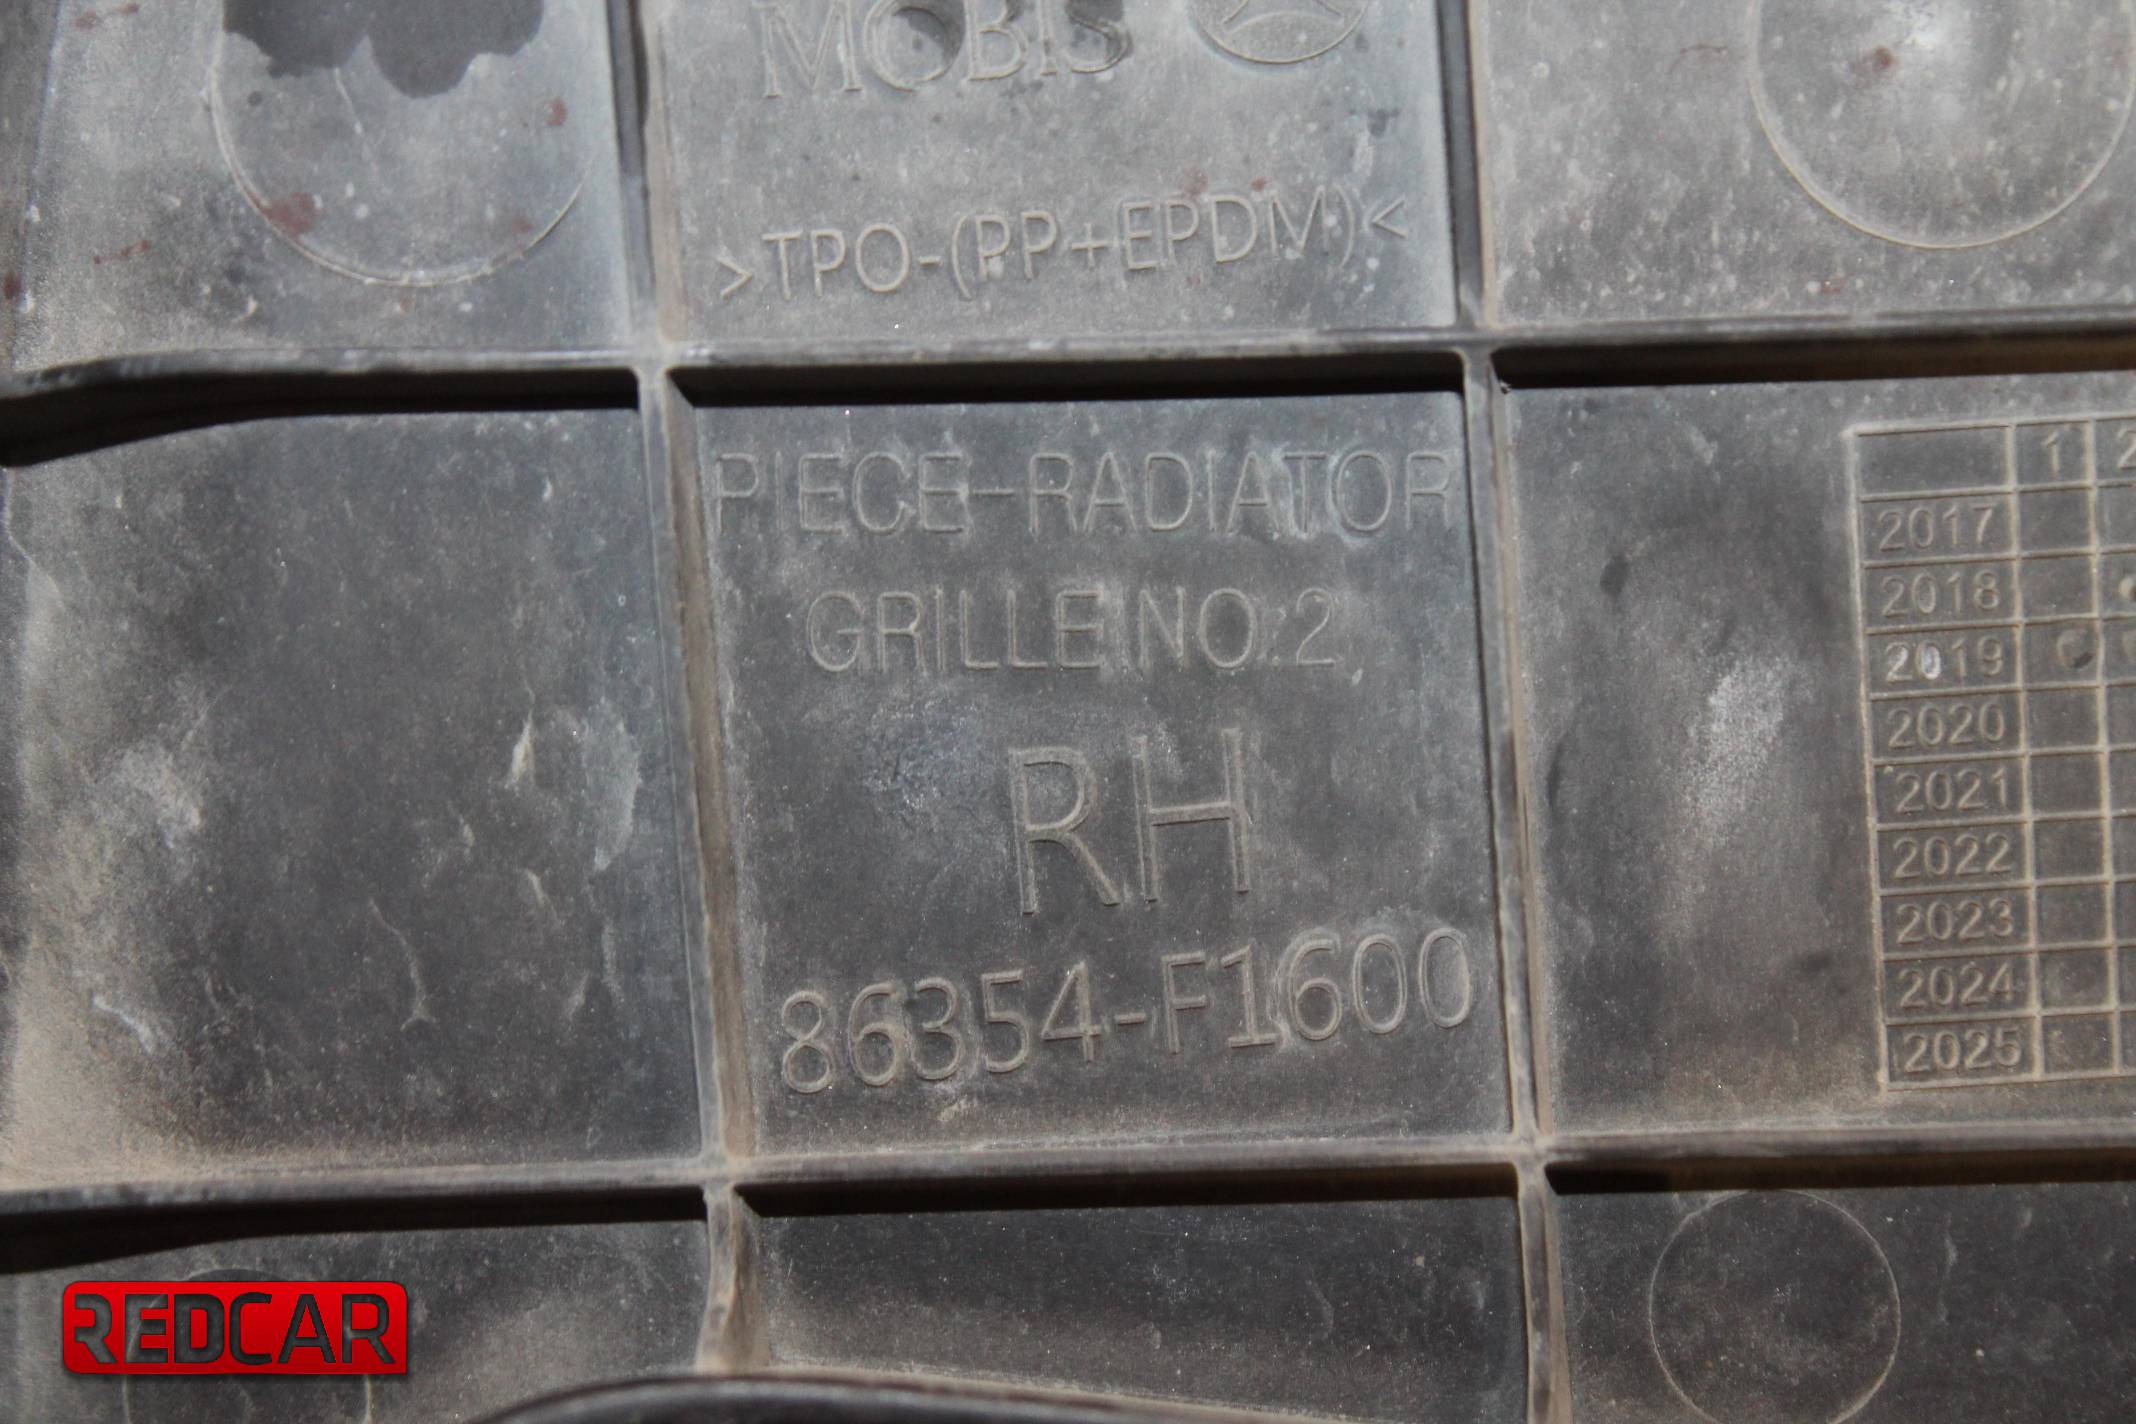 MOBIS
>TPO-(PP+EPDM)<
PIECE-RADIATOR
GRILLE NO.2
RH
86354-F1600
1 2
2017
2018
2019
2020
2021
2022
2023
2024
2025
REDCAR